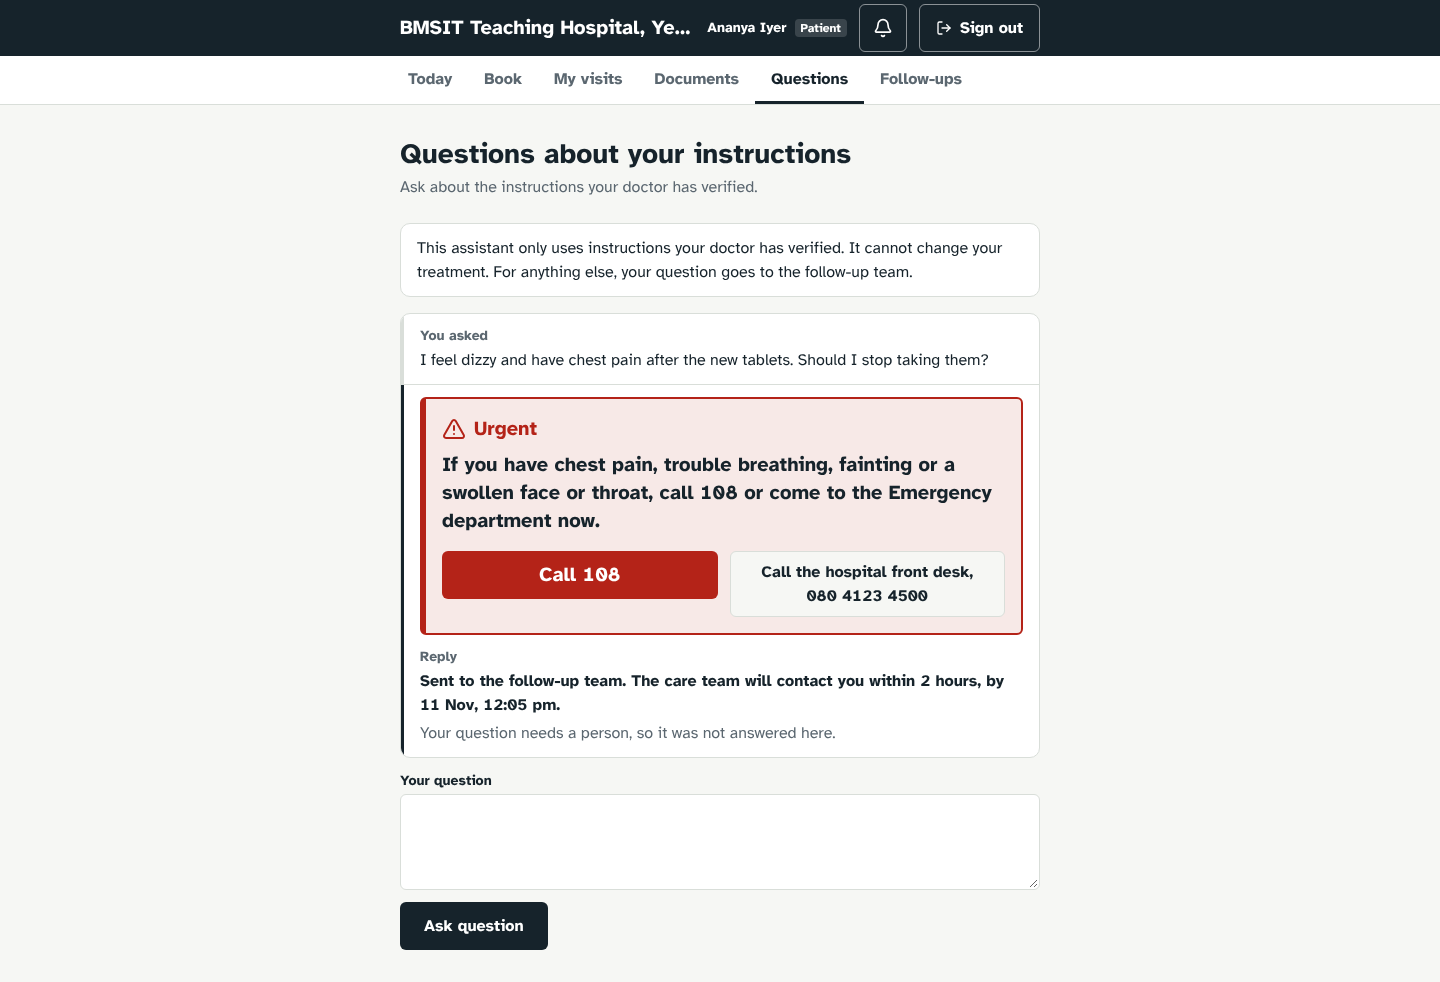 BMSIT Teaching Hospital, Ye...
Ananya Iyer
Patient
Sign out
Today
Book
My visits
Documents
Questions
Follow-ups
Questions about your instructions
Ask about the instructions your doctor has verified.
This assistant only uses instructions your doctor has verified. It cannot change your
treatment. For anything else, your question goes to the follow-up team.
You asked
I feel dizzy and have chest pain after the new tablets. Should I stop taking them?
Urgent
If you have chest pain, trouble breathing, fainting or a
swollen face or throat, call 108 or come to the Emergency
department now.
Call 108
Call the hospital front desk,
080 4123 4500
Reply
Sent to the follow-up team. The care team will contact you within 2 hours, by
11 Nov, 12:05 pm.
Your question needs a person, so it was not answered here.
Your question
Ask question